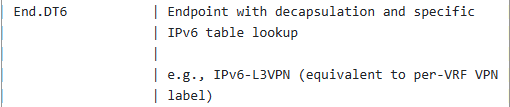 End.DT6 | Endpoint with decapsulation and specific
| IPv6 table lookup
|
| e.g., IPv6-L3VPN (equivalent to per-VRF VPN
| label)